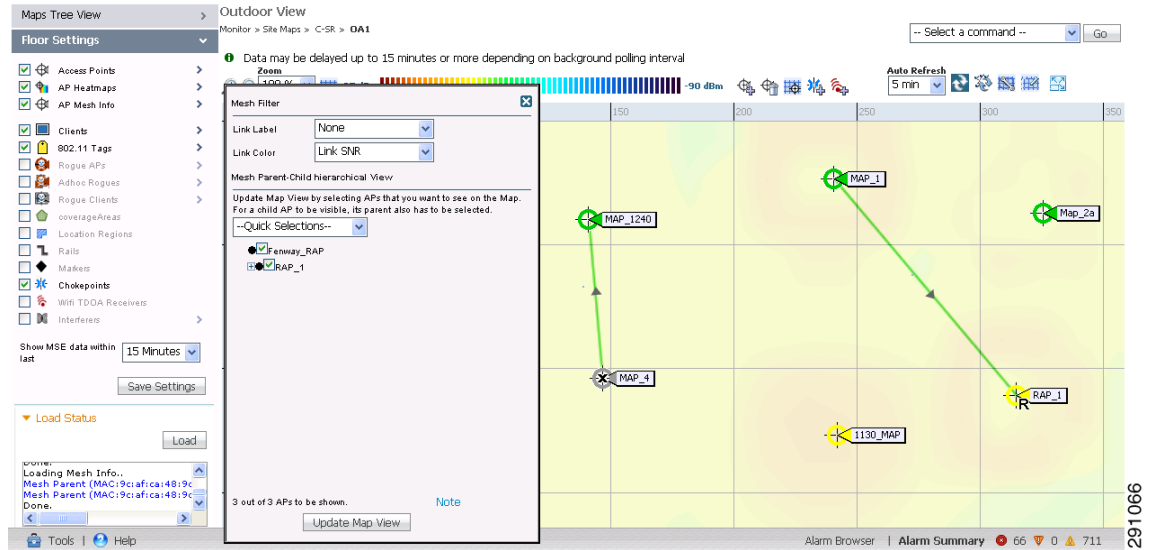 Maps Tree View
Floor Settings
Access Points
AP Heatmaps
AP Mesh Info
Clients
802.11 Tags
Rogue APs
Adhoc Rogues
Rogue Clients
coverageAreas
Location Regions
Rails
Markers
Chokepoints
Wifi TDOA Receivers
Interferers
Show MSE data within
last
15 Minutes
Save Settings
Load Status
Load
Done.
Loading Mesh Info..
Mesh Parent (MAC:9c:af:ca:48:9c
Mesh Parent (MAC:9c:af:ca:48:9c
Done.
Outdoor View
Monitor > Site Maps > C-SR > OA1
-- Select a command --
Go
Data may be delayed up to 15 minutes or more depending on background polling interval
Zoom
100 %
-90 dBm
Auto Refresh
5 min
Mesh Filter
Link Label
None
Link Color
Link SNR
Mesh Parent-Child hierarchical View
Update Map View by selecting APs that you want to see on the Map.
For a child AP to be visible, its parent also has to be selected.
--Quick Selections--
Fenway_RAP
RAP_1
3 out of 3 APs to be shown.
Note
Update Map View
150
200
250
300
350
MAP_1
MAP_1240
Map_2a
MAP_4
RAP_1
R
1130_MAP
Tools | Help
Alarm Browser | Alarm Summary 66 0 711
291066